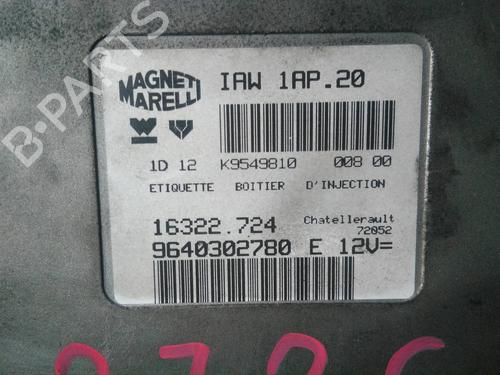 B-PARTS
MAGNETI MARELLI
IAW 1AP.20
1D 12 K9549810 008 00
ETIQUETTE BOITIER D'INJECTION
16322.724 Chatellerault
72052
9640302780 E 12V=